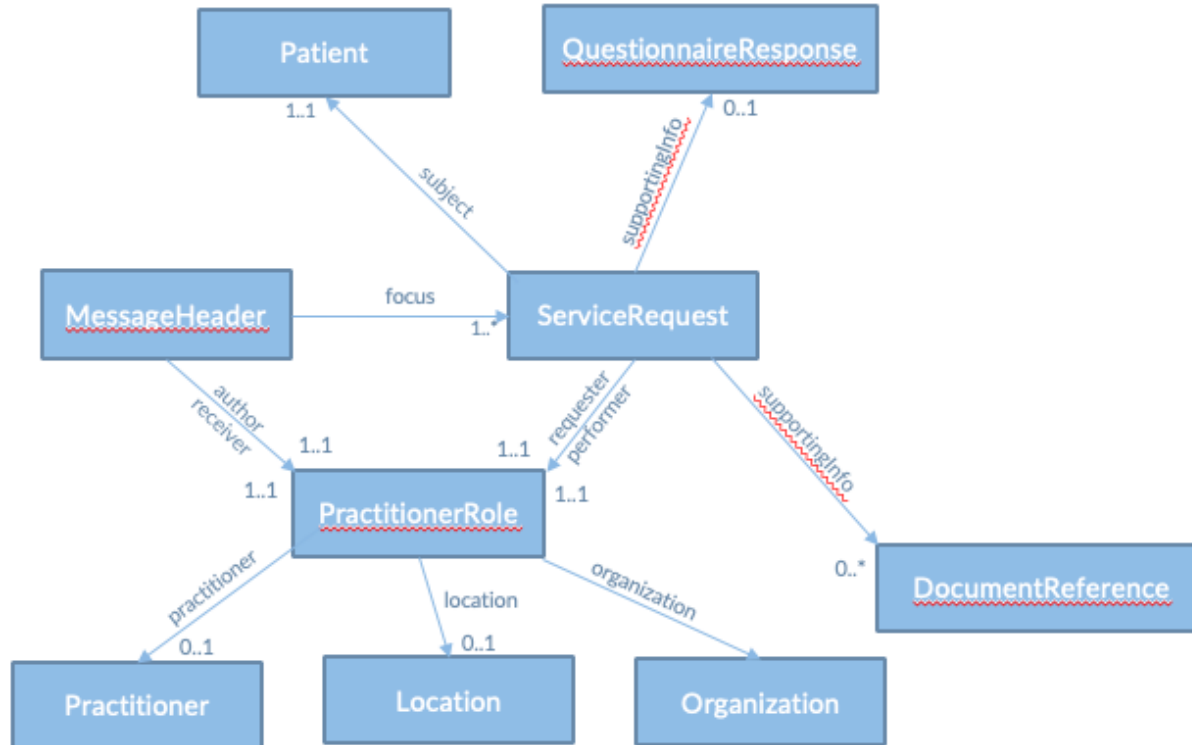 Patient
QuestionnaireResponse
1..1
0..1
subject
supportingInfo
MessageHeader
focus
1..*
ServiceRequest
author
receiver
1..1
1..1
requester
performer
1..1
1..1
supportingInfo
PractitionerRole
0..*
DocumentReference
practitioner
0..1
location
0..1
organization
Practitioner
Location
Organization